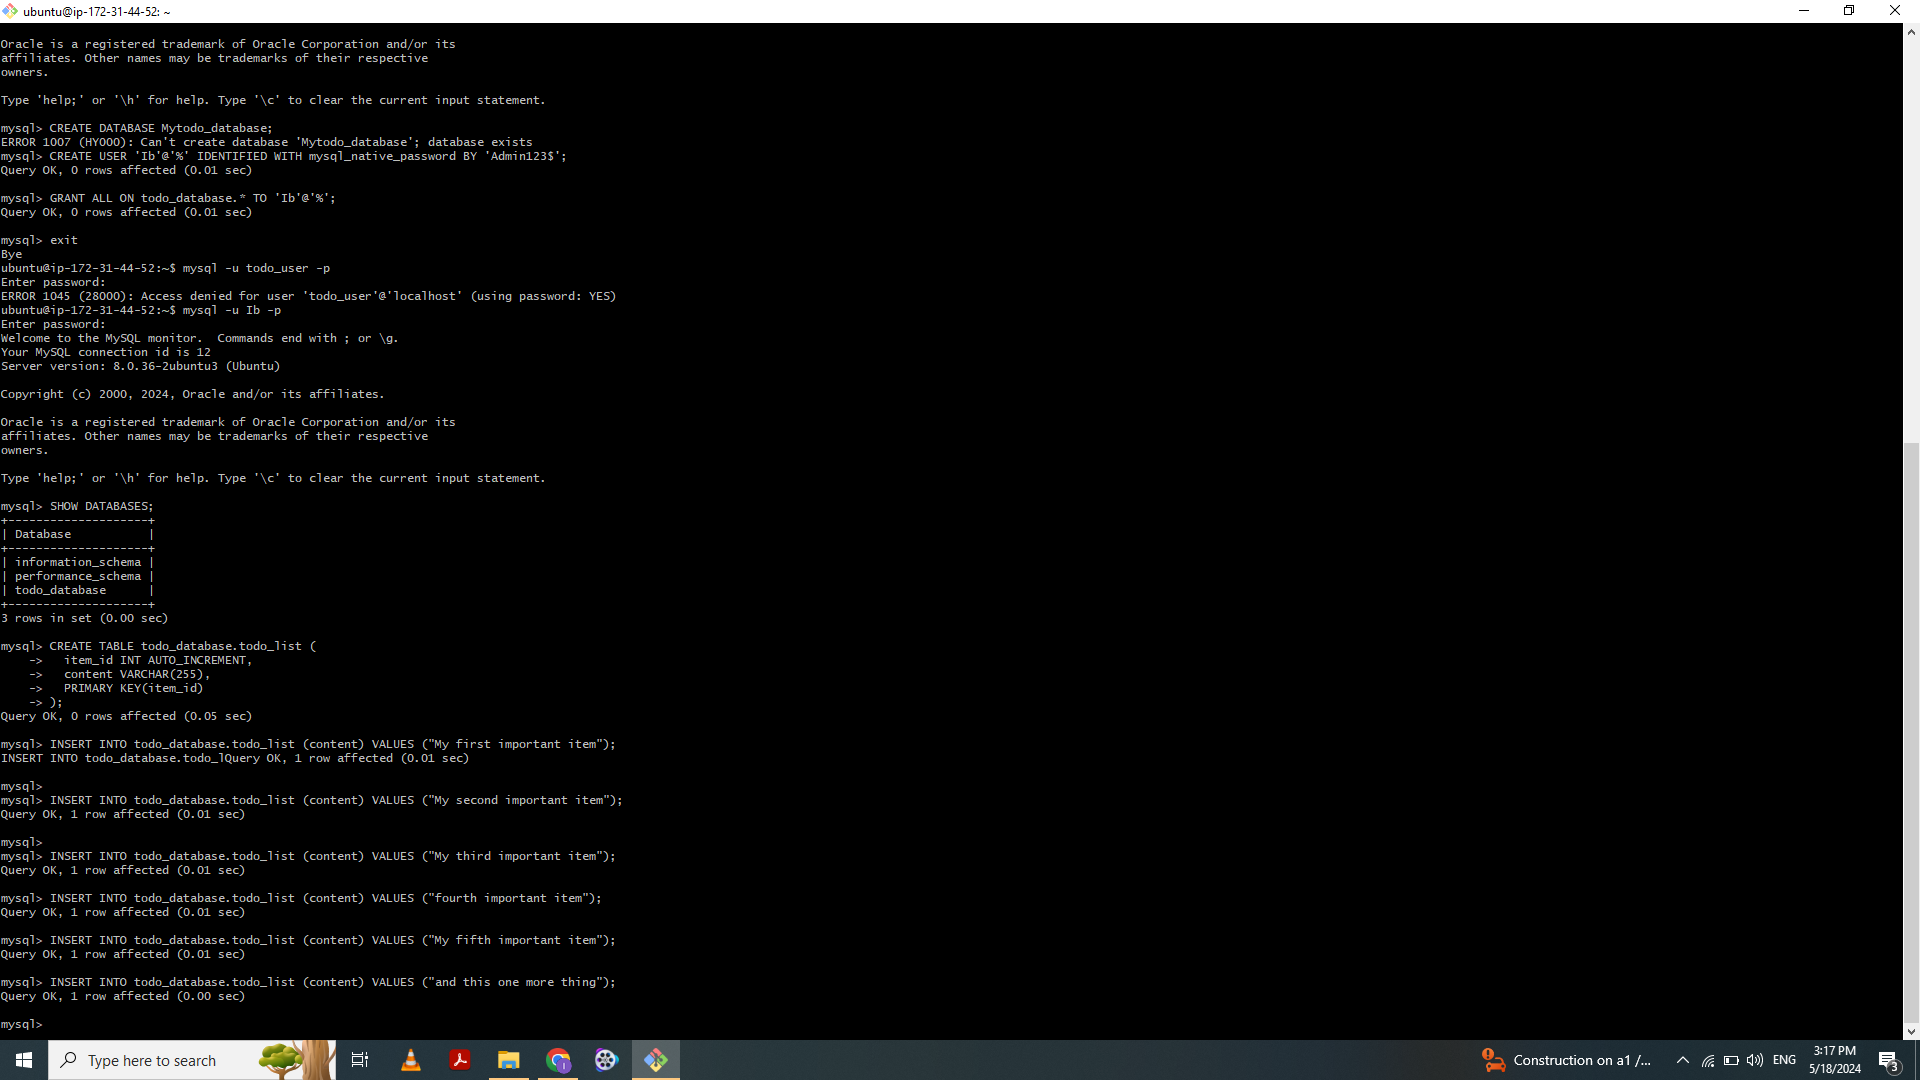 ubuntu@ip-172-31-44-52: ~
Oracle is a registered trademark of Oracle Corporation and/or its
affiliates. Other names may be trademarks of their respective
owners.
Type 'help;' or '\h' for help. Type '\c' to clear the current input statement.
mysql> CREATE DATABASE Mytodo_database;
ERROR 1007 (HY000): Can't create database 'Mytodo_database'; database exists
mysql> CREATE USER 'Ib'@'%' IDENTIFIED WITH mysql_native_password BY 'Admin123$';
Query OK, 0 rows affected (0.01 sec)
mysql> GRANT ALL ON todo_database.* TO 'Ib'@'%';
Query OK, 0 rows affected (0.01 sec)
mysql> exit
Bye
ubuntu@ip-172-31-44-52:~$ mysql -u todo_user -p
Enter password:
ERROR 1045 (28000): Access denied for user 'todo_user'@'localhost' (using password: YES)
ubuntu@ip-172-31-44-52:~$ mysql -u Ib -p
Enter password:
Welcome to the MySQL monitor.  Commands end with ; or \g.
Your MySQL connection id is 12
Server version: 8.0.36-2ubuntu3 (Ubuntu)
Copyright (c) 2000, 2024, Oracle and/or its affiliates.
Oracle is a registered trademark of Oracle Corporation and/or its
affiliates. Other names may be trademarks of their respective
owners.
Type 'help;' or '\h' for help. Type '\c' to clear the current input statement.
mysql> SHOW DATABASES;
+--------------------+
| Database           |
+--------------------+
| information_schema |
| performance_schema |
| todo_database      |
+--------------------+
3 rows in set (0.00 sec)
mysql> CREATE TABLE todo_database.todo_list (
    ->   item_id INT AUTO_INCREMENT,
    ->   content VARCHAR(255),
    ->   PRIMARY KEY(item_id)
    -> );
Query OK, 0 rows affected (0.05 sec)
mysql> INSERT INTO todo_database.todo_list (content) VALUES ("My first important item");
INSERT INTO todo_database.todo_lQuery OK, 1 row affected (0.01 sec)
mysql>
mysql> INSERT INTO todo_database.todo_list (content) VALUES ("My second important item");
Query OK, 1 row affected (0.01 sec)
mysql>
mysql> INSERT INTO todo_database.todo_list (content) VALUES ("My third important item");
Query OK, 1 row affected (0.01 sec)
mysql> INSERT INTO todo_database.todo_list (content) VALUES ("fourth important item");
Query OK, 1 row affected (0.01 sec)
mysql> INSERT INTO todo_database.todo_list (content) VALUES ("My fifth important item");
Query OK, 1 row affected (0.01 sec)
mysql> INSERT INTO todo_database.todo_list (content) VALUES ("and this one more thing");
Query OK, 1 row affected (0.00 sec)
mysql>
Type here to search
Construction on a1 /...
ENG
3:17 PM
5/18/2024
3